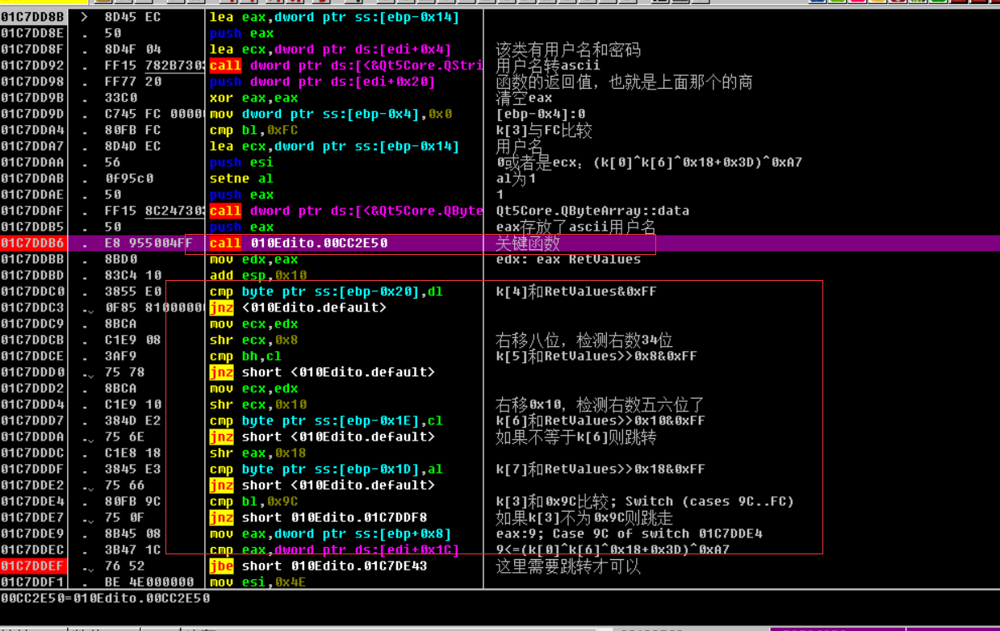 01C7DD8B > 8D45 EC lea eax,dword ptr ss:[ebp-0x14]
01C7DD8E . 50 push eax
01C7DD8F . 8D4F 04 lea ecx,dword ptr ds:[edi+0x4] 该类有用户名和密码
01C7DD92 . FF15 782B730 call dword ptr ds:[<&Qt5Core.QStri 用户名转ascii
01C7DD98 . FF77 20 push dword ptr ds:[edi+0x20] 函数的返回值，也就是上面那个的商
01C7DD9B . 33C0 xor eax,eax 清空eax
01C7DD9D . C745 FC 0000 mov dword ptr ss:[ebp-0x4],0x0 [ebp-0x4]:0
01C7DDA4 . 80FB FC cmp bl,0xFC k[3]与FC比较
01C7DDA7 . 8D4D EC lea ecx,dword ptr ss:[ebp-0x14] 用户名
01C7DDAA . 56 push esi 0或者是ecx；(k[0]^k[6]^0x18+0x3D)^0xA7
01C7DDAB . 0f95c0 setne al al为1
01C7DDAE . 50 push eax 1
01C7DDAF . FF15 8C24730 call dword ptr ds:[<&Qt5Core.QByte Qt5Core.QByteArray::data
01C7DDB5 . 50 push eax eax存放了ascii用户名
01C7DDB6 . E8 955004FF call 010Edito.00CC2E50 关键函数
01C7DDBB . 8BD0 mov edx,eax edx: eax RetValues
01C7DDBD . 83C4 10 add esp,0x10
01C7DDC0 . 3855 E0 cmp byte ptr ss:[ebp-0x20],dl k[4]和RetValues&0xFF
01C7DDC3 . 0F85 81000000 jnz <010Edito.default>
01C7DDC9 . 8BCA mov ecx,edx
01C7DDCB . C1E9 08 shr ecx,0x8 右移八位，检测右数34位
01C7DDCE . 3AF9 cmp bh,cl k[5]和RetValues>>0x8&0xFF
01C7DDD0 . 75 78 jnz short <010Edito.default>
01C7DDD2 . 8BCA mov ecx,edx
01C7DDD4 . C1E9 10 shr ecx,0x10 右移0x10，检测右数五六位了
01C7DDD7 . 384D E2 cmp byte ptr ss:[ebp-0x1E],cl k[6]和RetValues>>0x10&0xFF
01C7DDDA . 75 6E jnz short <010Edito.default> 如果不等于k[6]则跳转
01C7DDDC . C1E8 18 shr eax,0x18
01C7DDDF . 3845 E3 cmp byte ptr ss:[ebp-0x1D],al k[7]和RetValues>>0x18&0xFF
01C7DDE2 . 75 66 jnz short <010Edito.default>
01C7DDE4 . 80FB 9C cmp bl,0x9C k[3]和0x9C比较; Switch (cases 9C..FC)
01C7DDE7 . 75 0F jnz short 010Edito.01C7DDF8 如果k[3]不为0x9C则跳走
01C7DDE9 . 8B45 08 mov eax,dword ptr ss:[ebp+0x8] eax:9; Case 9C of switch 01C7DDE4
01C7DDEC . 3B47 1C cmp eax,dword ptr ds:[edi+0x1C] 9<=(k[0]^k[6]^0x18+0x3D)^0xA7
01C7DDEF . 76 52 jbe short 010Edito.01C7DE43 这里需要跳转才可以
01C7DDF1 . BE 4E000000 mov esi,0x4E
00CC2E50=010Edito.00CC2E50